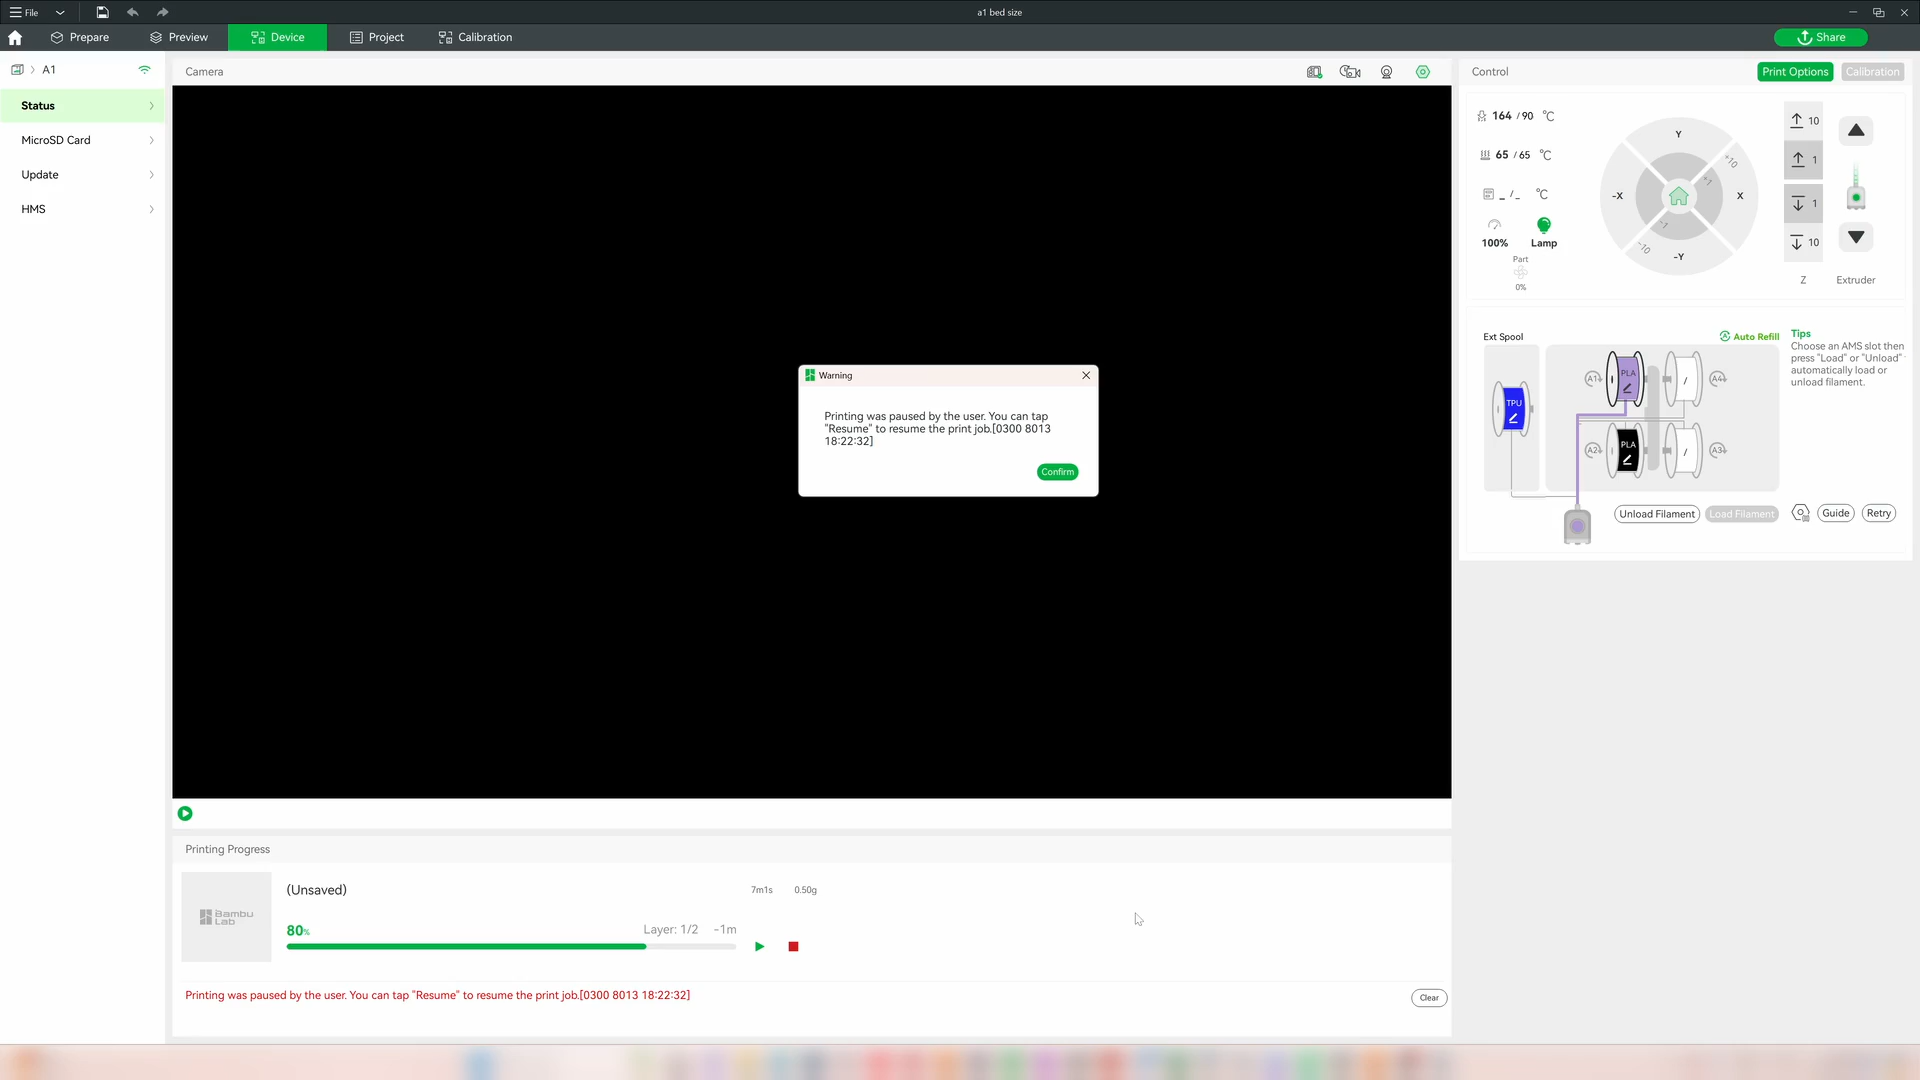 File
a1 bed size
Prepare
Preview
Device
Project
Calibration
Share
A1
Status
MicroSD Card
Update
HMS
Camera
Control
Print Options
Calibration
164 / 90 °C
65 / 65 °C
_ /_ °C
100%
Lamp
Part
0%
Y
+10
+1
-X
X
-1
-10
-Y
10
1
1
10
Z
Extruder
Warning
Printing was paused by the user. You can tap
"Resume" to resume the print job.[0300 8013
18:22:32]
Confirm
Ext Spool
Auto Refill
TPU
A1
PLA
/
A4
A2
PLA
/
A3
Tips
Choose an AMS slot then
press "Load" or "Unload"
automatically load or
unload filament.
Unload Filament
Load Filament
Guide
Retry
Printing Progress
Bambu
Lab
(Unsaved)
7m1s
0.50g
80%
Layer: 1/2
-1m
Printing was paused by the user. You can tap "Resume" to resume the print job.[0300 8013 18:22:32]
Clear